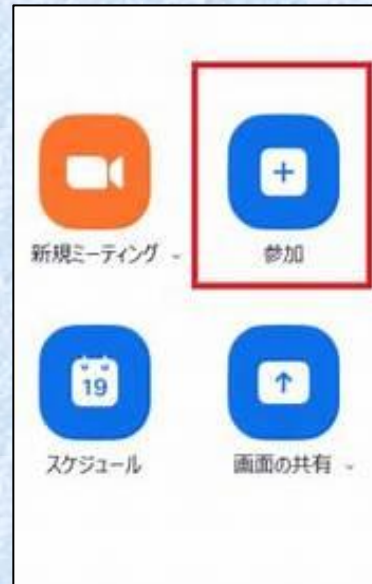 新規ミーティング
参加
19
スケジュール
画面の共有